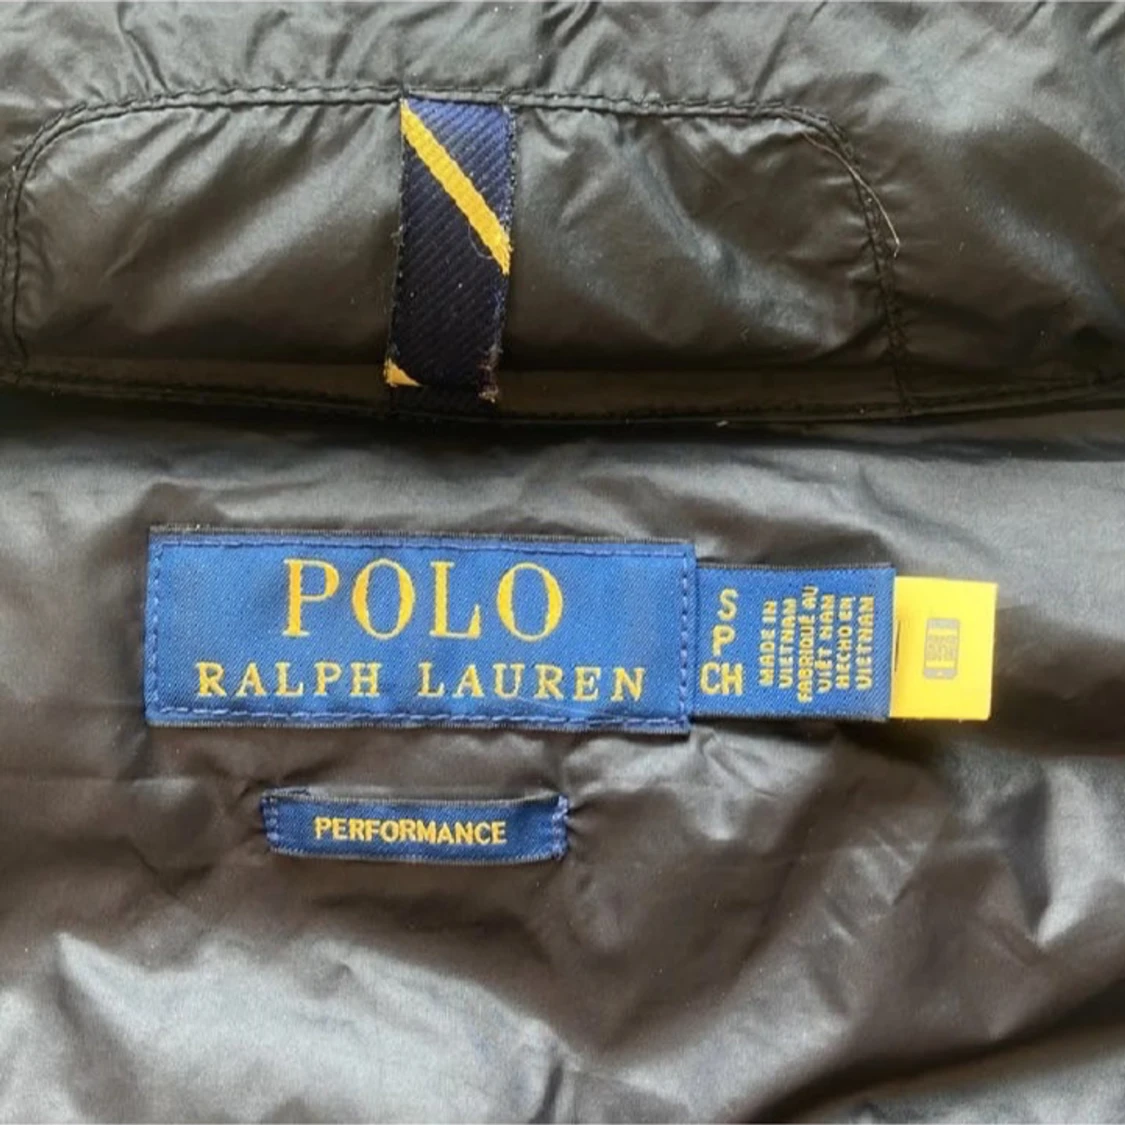 POLO
RALPH LAUREN
S
P
CH
MADE IN
VIETNAM
FABRIQUÉ AU
VIÊT NAM
HECHO EN
VIETNAM
PERFORMANCE